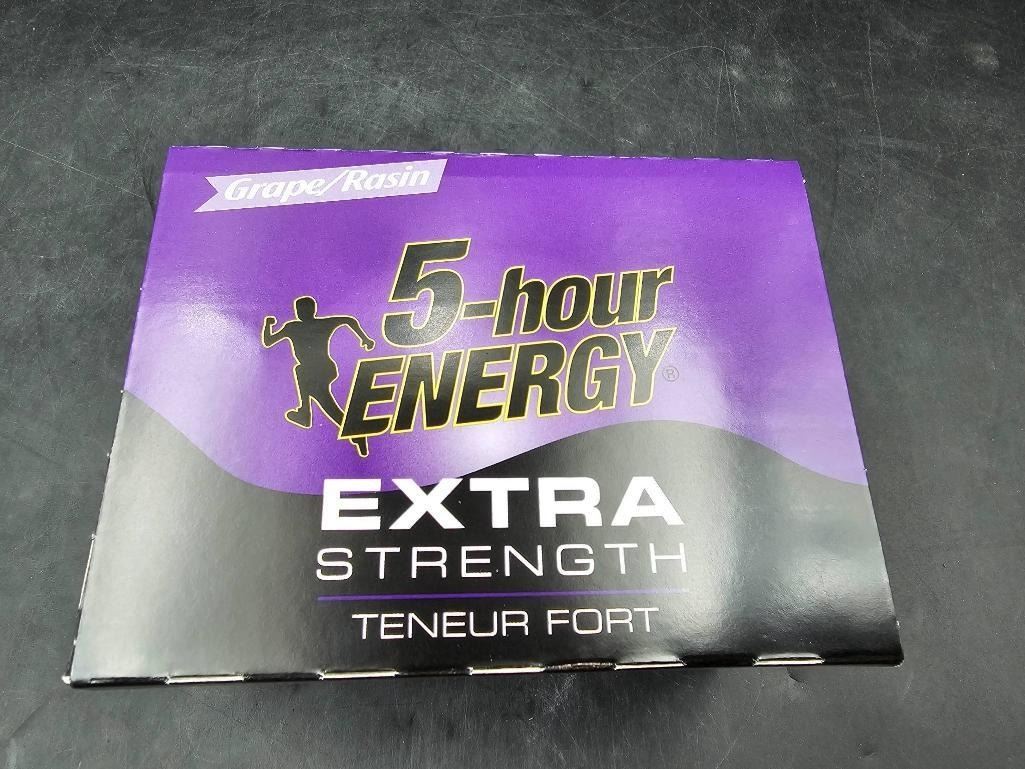 Grape/Rasin
5-hour
ENERGY®
EXTRA
STRENGTH
TENEUR FORT